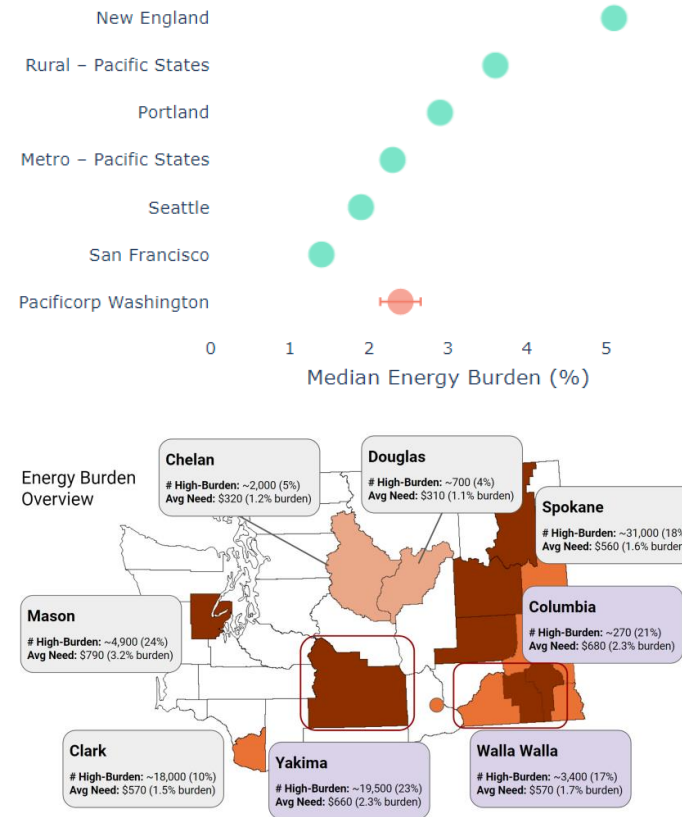 New England
Rural – Pacific States
Portland
Metro – Pacific States
Seattle
San Francisco
Pacificorp Washington
0 1 2 3 4 5
Median Energy Burden (%)
Energy Burden
Overview
Chelan
# High-Burden: ~2,000 (5%)
Avg Need: $320 (1.2% burden)
Douglas
# High-Burden: ~700 (4%)
Avg Need: $310 (1.1% burden)
Spokane
# High-Burden: ~31,000 (18%
Avg Need: $560 (1.6% burden
Mason
# High-Burden: ~4,900 (24%)
Avg Need: $790 (3.2% burden)
Columbia
# High-Burden: ~270 (21%)
Avg Need: $680 (2.3% burden)
Clark
# High-Burden: ~18,000 (10%)
Avg Need: $570 (1.5% burden)
Yakima
# High-Burden: ~19,500 (23%)
Avg Need: $660 (2.3% burden)
Walla Walla
# High-Burden: ~3,400 (17%)
Avg Need: $570 (1.7% burden)